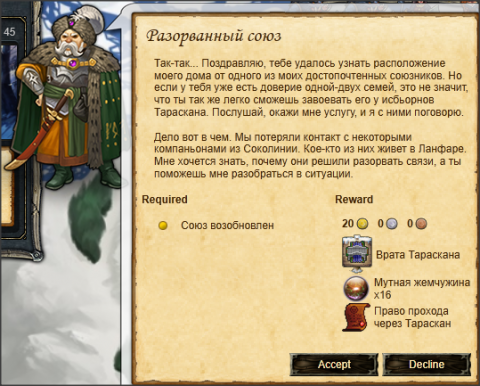 45
Разорванный союз
Так-так... Поздравляю, тебе удалось узнать расположение
моего дома от одного из моих достопочтенных союзников. Но
если у тебя уже есть доверие одной-двух семей, это не значит,
что ты так же легко сможешь завоевать его у исбьорнов
Тараскана. Послушай, окажи мне услугу, и я с ними поговорю.
Дело вот в чем. Мы потеряли контакт с некоторыми
компаньонами из Соколинии. Кое-кто из них живет в Ланфаре.
Мне хочется знать, почему они решили разорвать связи, а ты
поможешь мне разобраться в ситуации.
Required
Союз возобновлен
Reward
20 0 0
Врата Тараскана
Мутная жемчужина
x16
Право прохода
через Тараскан
Accept
Decline